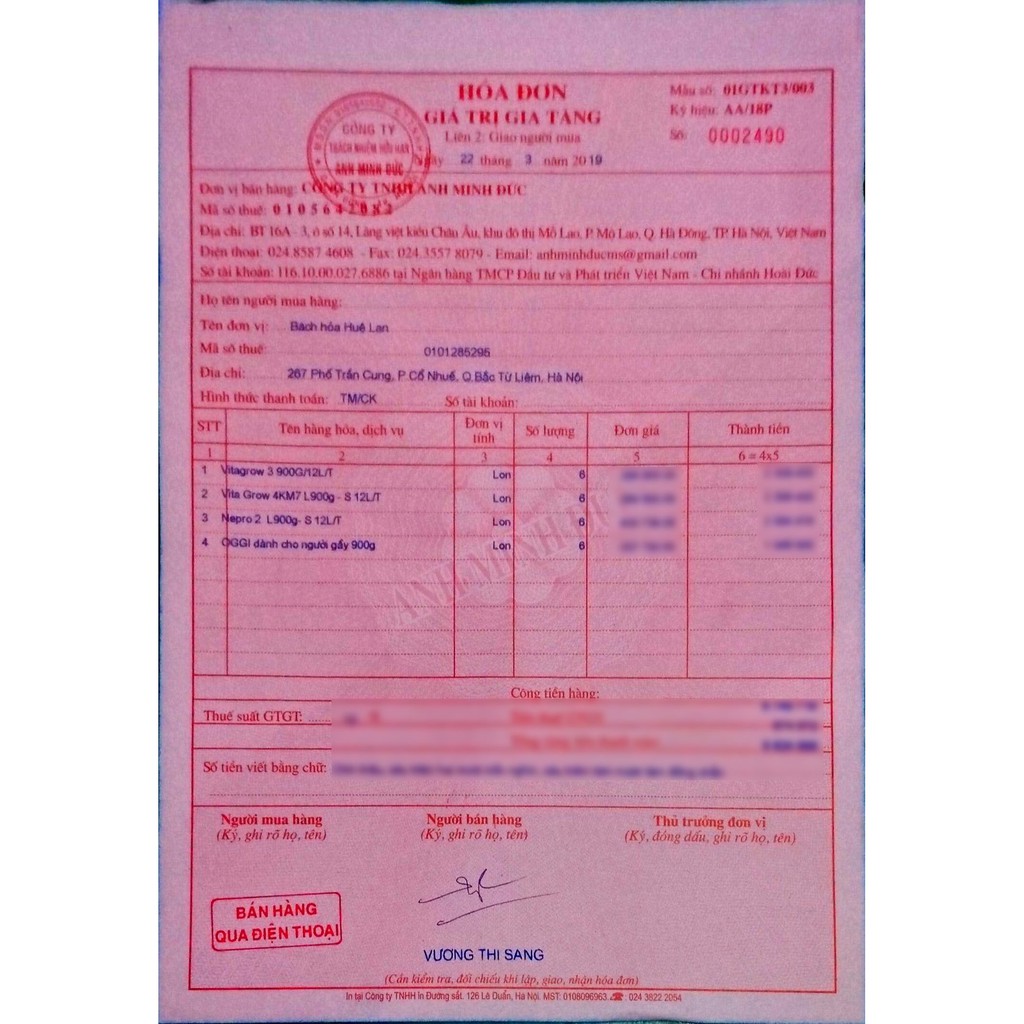 HÓA ĐƠN
GIÁ TRỊ GIA TĂNG
Liên 2: Giao người mua
22 tháng 3 năm 2019
Mẫu số: 01GTKT3/003
Ký hiệu: AA/18P
Số: 0002490
CÔNG TY
TRÁCH NHIỆM HỮU HẠN
ANH MINH ĐỨC
Đơn vị bán hàng: CÔNG TY TNHH ANH MINH ĐỨC
Mã số thuế: 0105642082
Địa chỉ: BT 16A - 3, ô số 14, Làng việt kiều Châu Âu, khu đô thị Mỗ Lao, P. Mộ Lao, Q. Hà Đông, TP. Hà Nội, Việt Nam
Điện thoại: 024.8587 4608 - Fax: 024.3557 8079 - Email: anhminhducms@gmail.com
Số tài khoản: 116.10.00.027.6886 tại Ngân hàng TMCP Đầu tư và Phát triển Việt Nam - Chi nhánh Hoài Đức
Họ tên người mua hàng:
Tên đơn vị: Bách hóa Huệ Lan
Mã số thuế: 0101285295
Địa chỉ: 267 Phố Trần Cung, P.Cổ Nhuế, Q.Bắc Từ Liêm, Hà Nội
Hình thức thanh toán: TM/CK Số tài khoản:
STT Tên hàng hóa, dịch vụ Đơn vị tính Số lượng Đơn giá Thành tiền
1 2 3 4 5 6 = 4x5
1 Vitagrow 3 900G/12L/T Lon 6
2 Vita Grow 4KM7 L900g - S 12L/T Lon 6
3 Nepro 2 L900g- S 12L/T Lon 6
4 OGGI dành cho người gầy 900g Lon 6
ANH MINH ĐỨ
Cộng tiền hàng:
Thuế suất GTGT:
Số tiền viết bằng chữ:
Người mua hàng Người bán hàng Thủ trưởng đơn vị
(Ký, ghi rõ họ, tên) (Ký, ghi rõ họ, tên) (Ký, đóng dấu, ghi rõ họ, tên)
BÁN HÀNG
QUA ĐIỆN THOẠI
VƯƠNG THI SANG
(Cần kiểm tra, đối chiếu khi lập, giao, nhận hóa đơn)
In tại Công ty TNHH In Đường sắt. 126 Lê Duẩn, Hà Nội. MST: 0108096963 ☎: 024 3822 2054